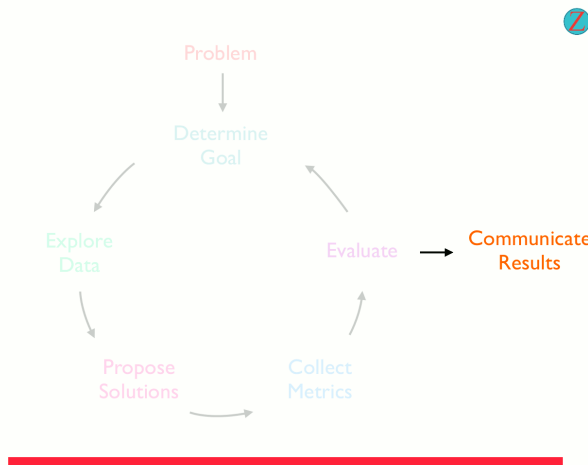 Z
Problem
Determine
Goal
Explore
Data
Evaluate
Communicate
Results
Propose
Solutions
Collect
Metrics